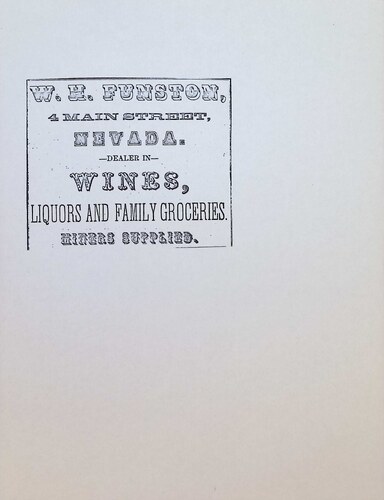 W. H. FUNSTON,
4 MAIN STREET,
NEVADA.
—DEALER IN—
WINES,
LIQUORS AND FAMILY GROCERIES.
MINERS SUPPLIED.